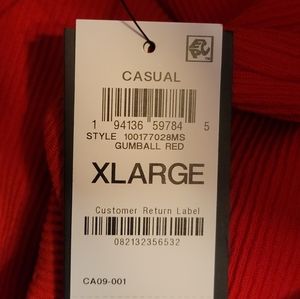 CASUAL
1 94136 59784 5
STYLE 100177028MS
GUMBALL RED
XLARGE
Customer Return Label
082132356532
CA09-001